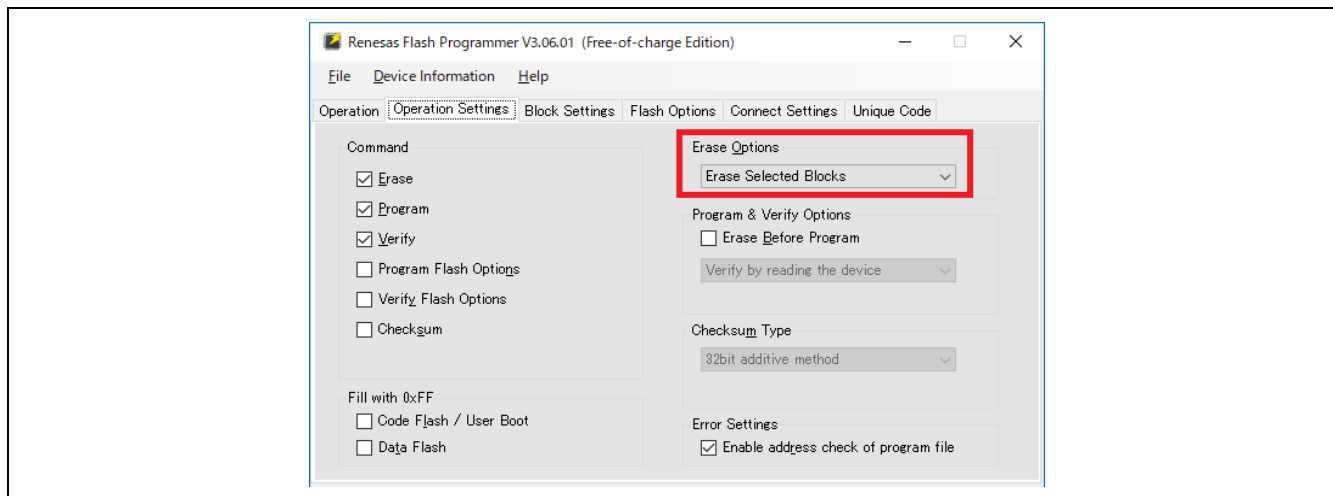 Renesas Flash Programmer V3.06.01 (Free-of-charge Edition)
File Device Information Help
Operation Operation Settings Block Settings Flash Options Connect Settings Unique Code
Command
Erase
Program
Verify
Program Flash Options
Verify Flash Options
Checksum
Fill with 0xFF
Code Flash / User Boot
Data Flash
Erase Options
Erase Selected Blocks
Program & Verify Options
Erase Before Program
Verify by reading the device
Checksum Type
32bit additive method
Error Settings
Enable address check of program file